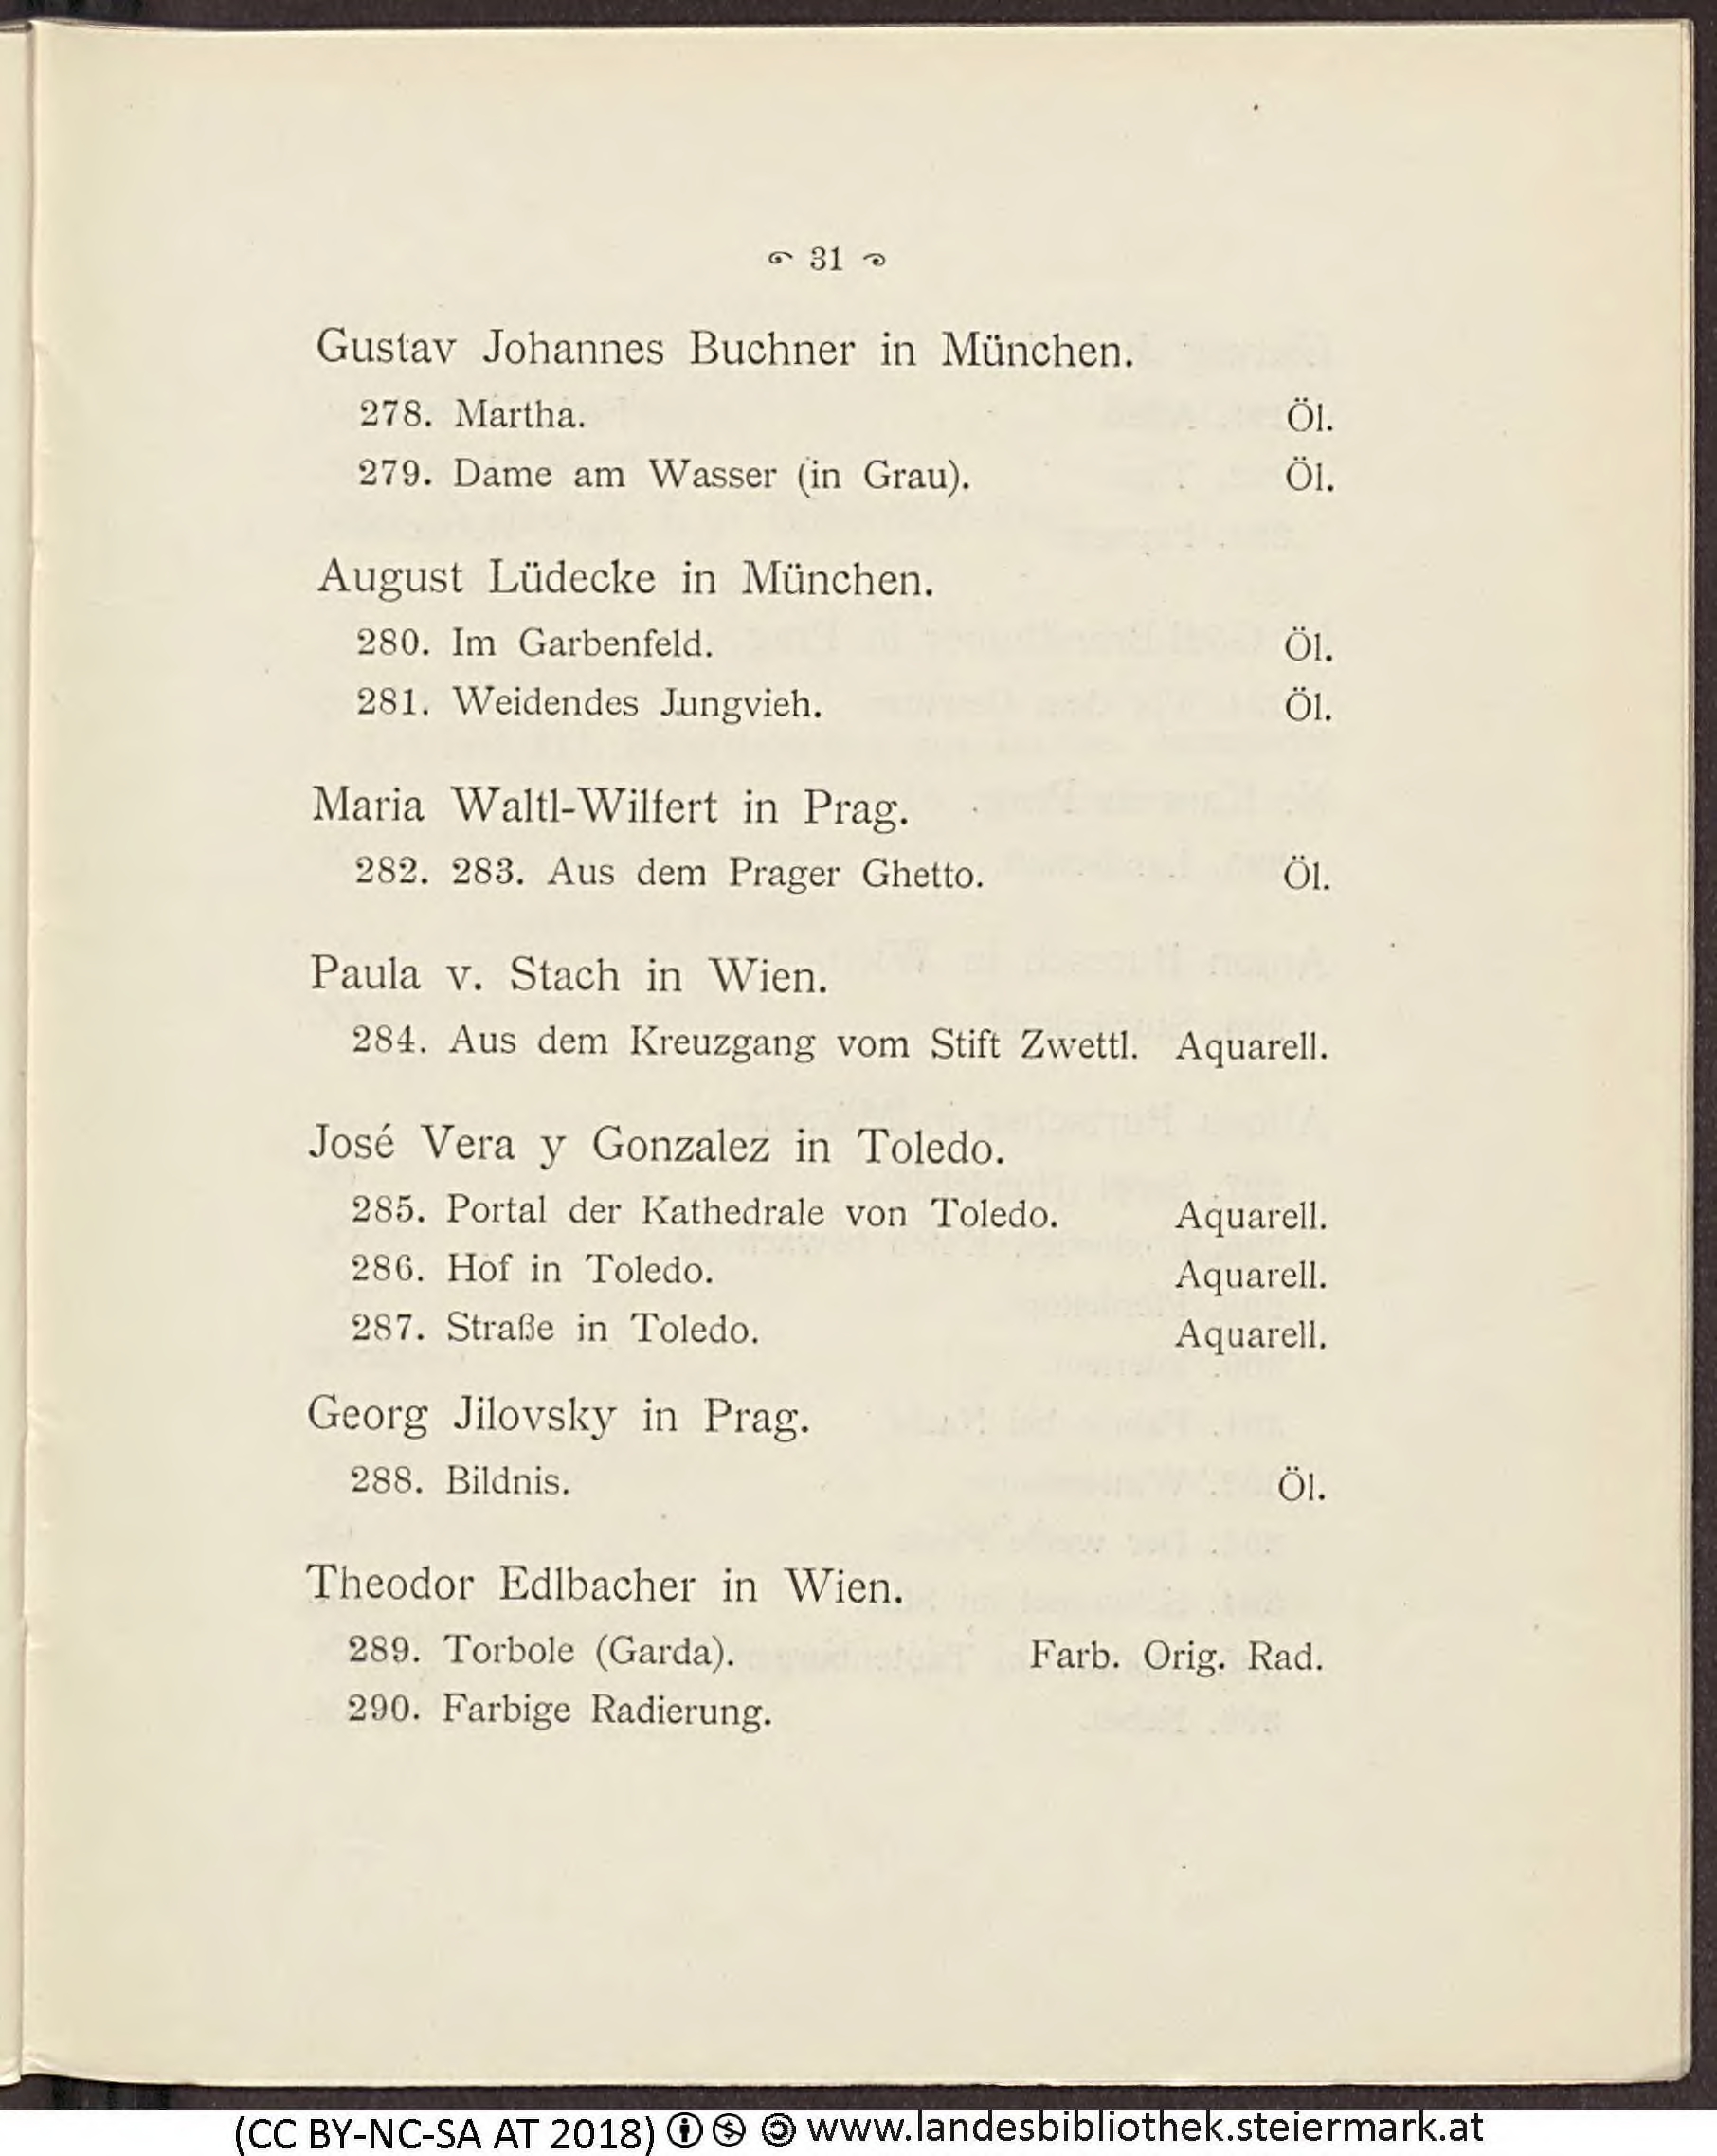 31
Gustav Johannes Buchner in München.
278. Martha. Öl.
279. Dame am Wasser (in Grau). Öl.
August Lüdecke in München.
280. Im Garbenfeld. Öl.
281. Weidendes Jungvieh. Öl.
Maria Waltl-Wilfert in Prag.
282. 283. Aus dem Prager Ghetto. Öl.
Paula v. Stach in Wien.
284. Aus dem Kreuzgang vom Stift Zwettl. Aquarell.
José Vera y Gonzalez in Toledo.
285. Portal der Kathedrale von Toledo. Aquarell.
286. Hof in Toledo. Aquarell.
287. Straße in Toledo. Aquarell.
Georg Jilovsky in Prag.
288. Bildnis. Öl.
Theodor Edlbacher in Wien.
289. Torbole (Garda). Farb. Orig. Rad.
290. Farbige Radierung.
(CC BY-NC-SA AT 2018) www.landesbibliothek.steiermark.at